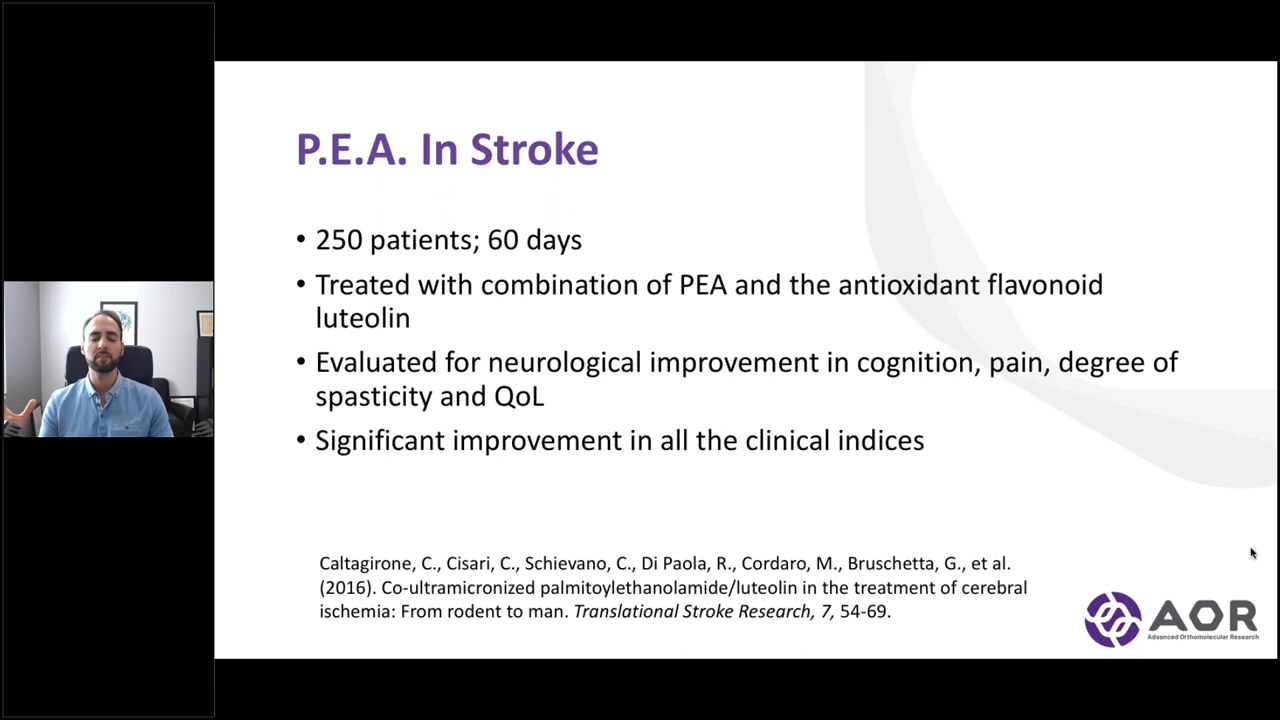 P.E.A. In Stroke
• 250 patients; 60 days
• Treated with combination of PEA and the antioxidant flavonoid
luteolin
• Evaluated for neurological improvement in cognition, pain, degree of
spasticity and QoL
• Significant improvement in all the clinical indices
Caltagirone, C., Cisari, C., Schievano, C., Di Paola, R., Cordaro, M., Bruschetta, G., et al.
(2016). Co-ultramicronized palmitoylethanolamide/luteolin in the treatment of cerebral
ischemia: From rodent to man. Translational Stroke Research, 7, 54-69.
AOR
Advanced Orthomolecular Research